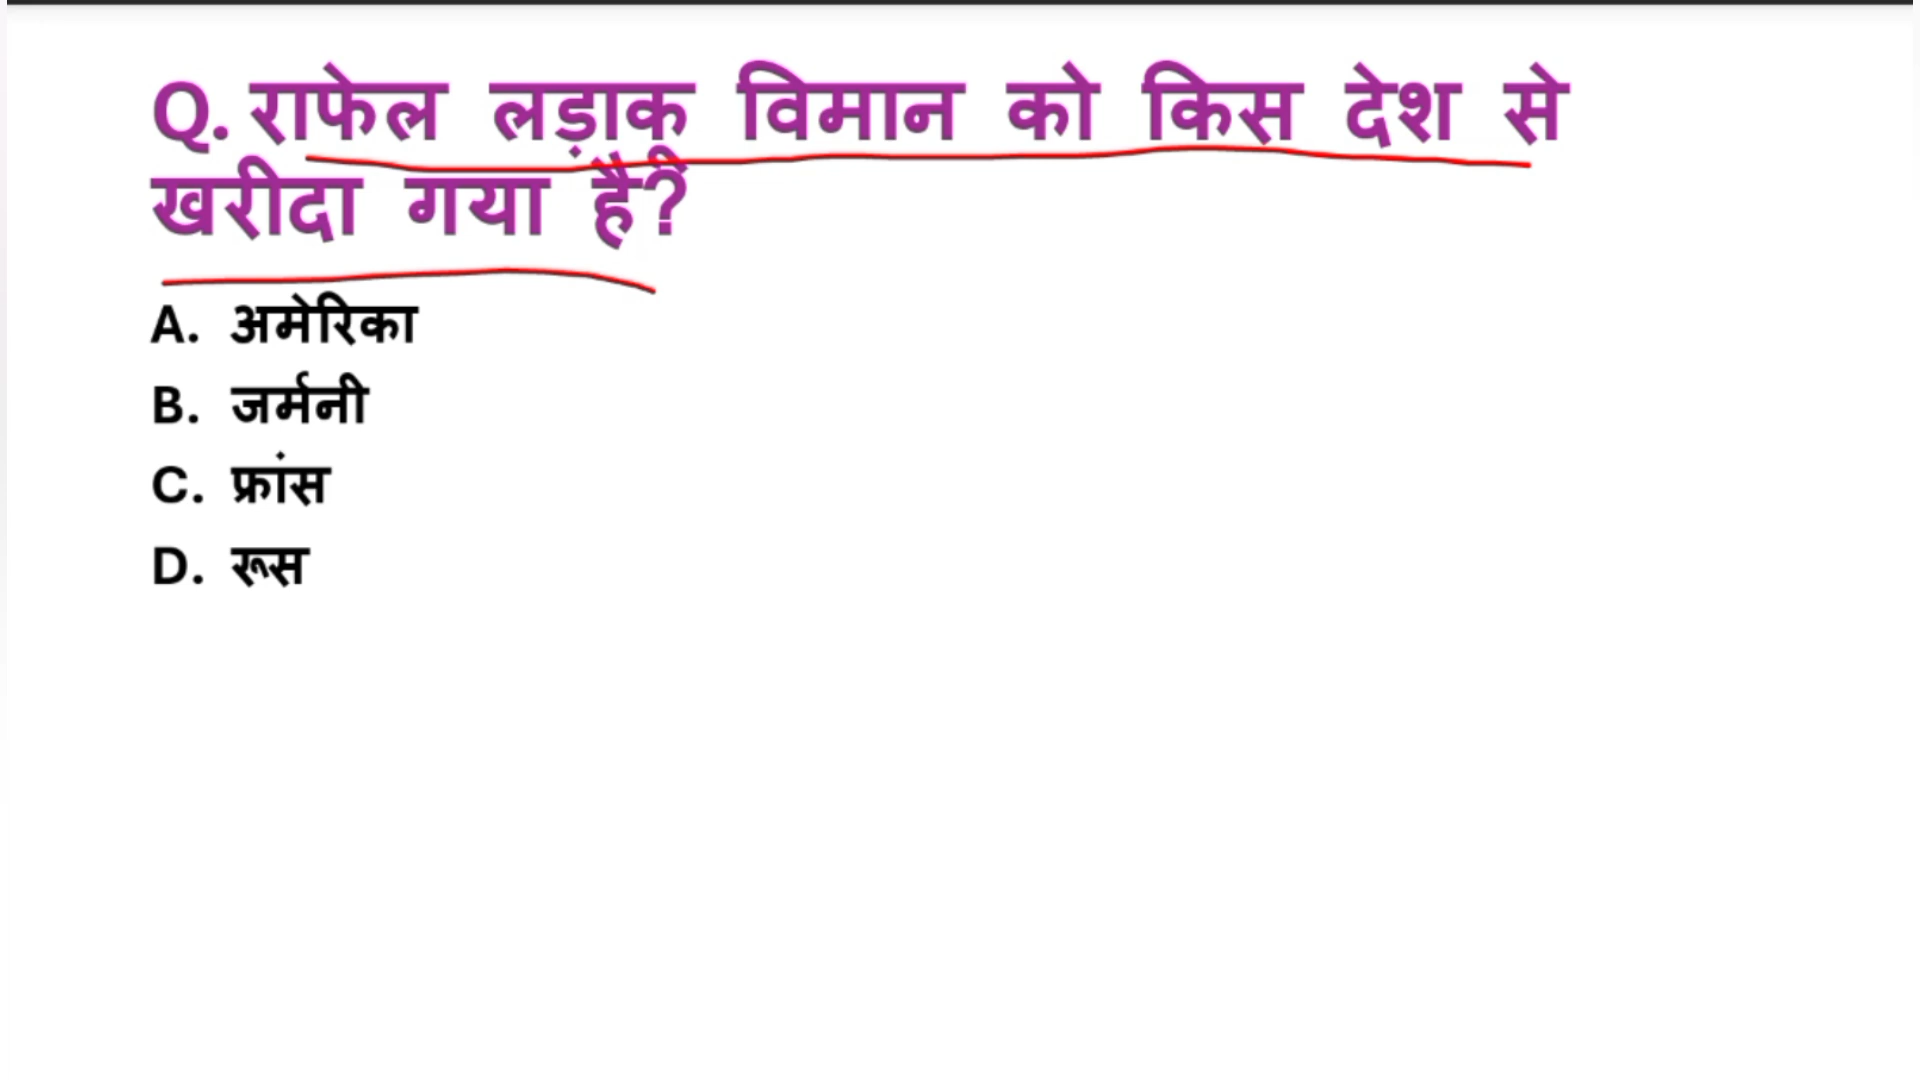 Q. राफेल लड़ाक विमान को किस देश से
खरीदा गया है?
A. अमेरिका
B. जर्मनी
C. फ्रांस
D. रूस